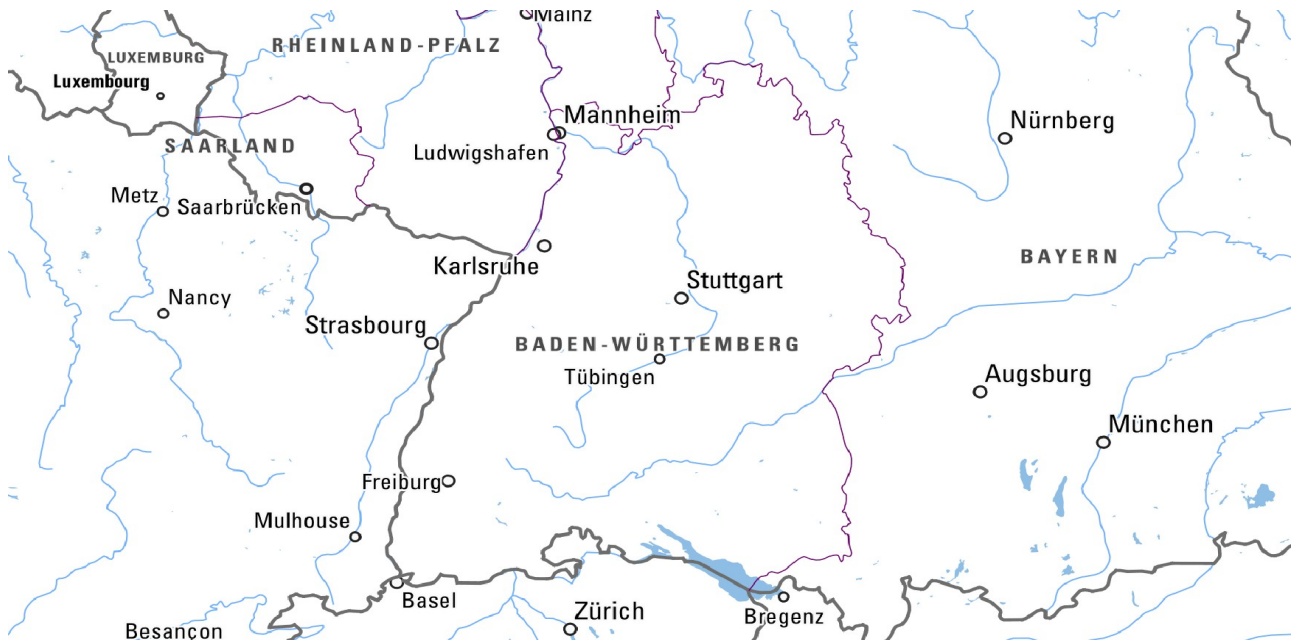 Mainz
RHEINLAND-PFALZ
LUXEMBURG
Luxembourg
Mannheim
Nürnberg
SAARLAND
Ludwigshafen
Metz
Saarbrücken
BAYERN
Karlsruhe
Stuttgart
Nancy
Strasbourg
BADEN-WÜRTTEMBERG
Tübingen
Augsburg
München
Freiburg
Mulhouse
Basel
Zürich
Bregenz
Besancon